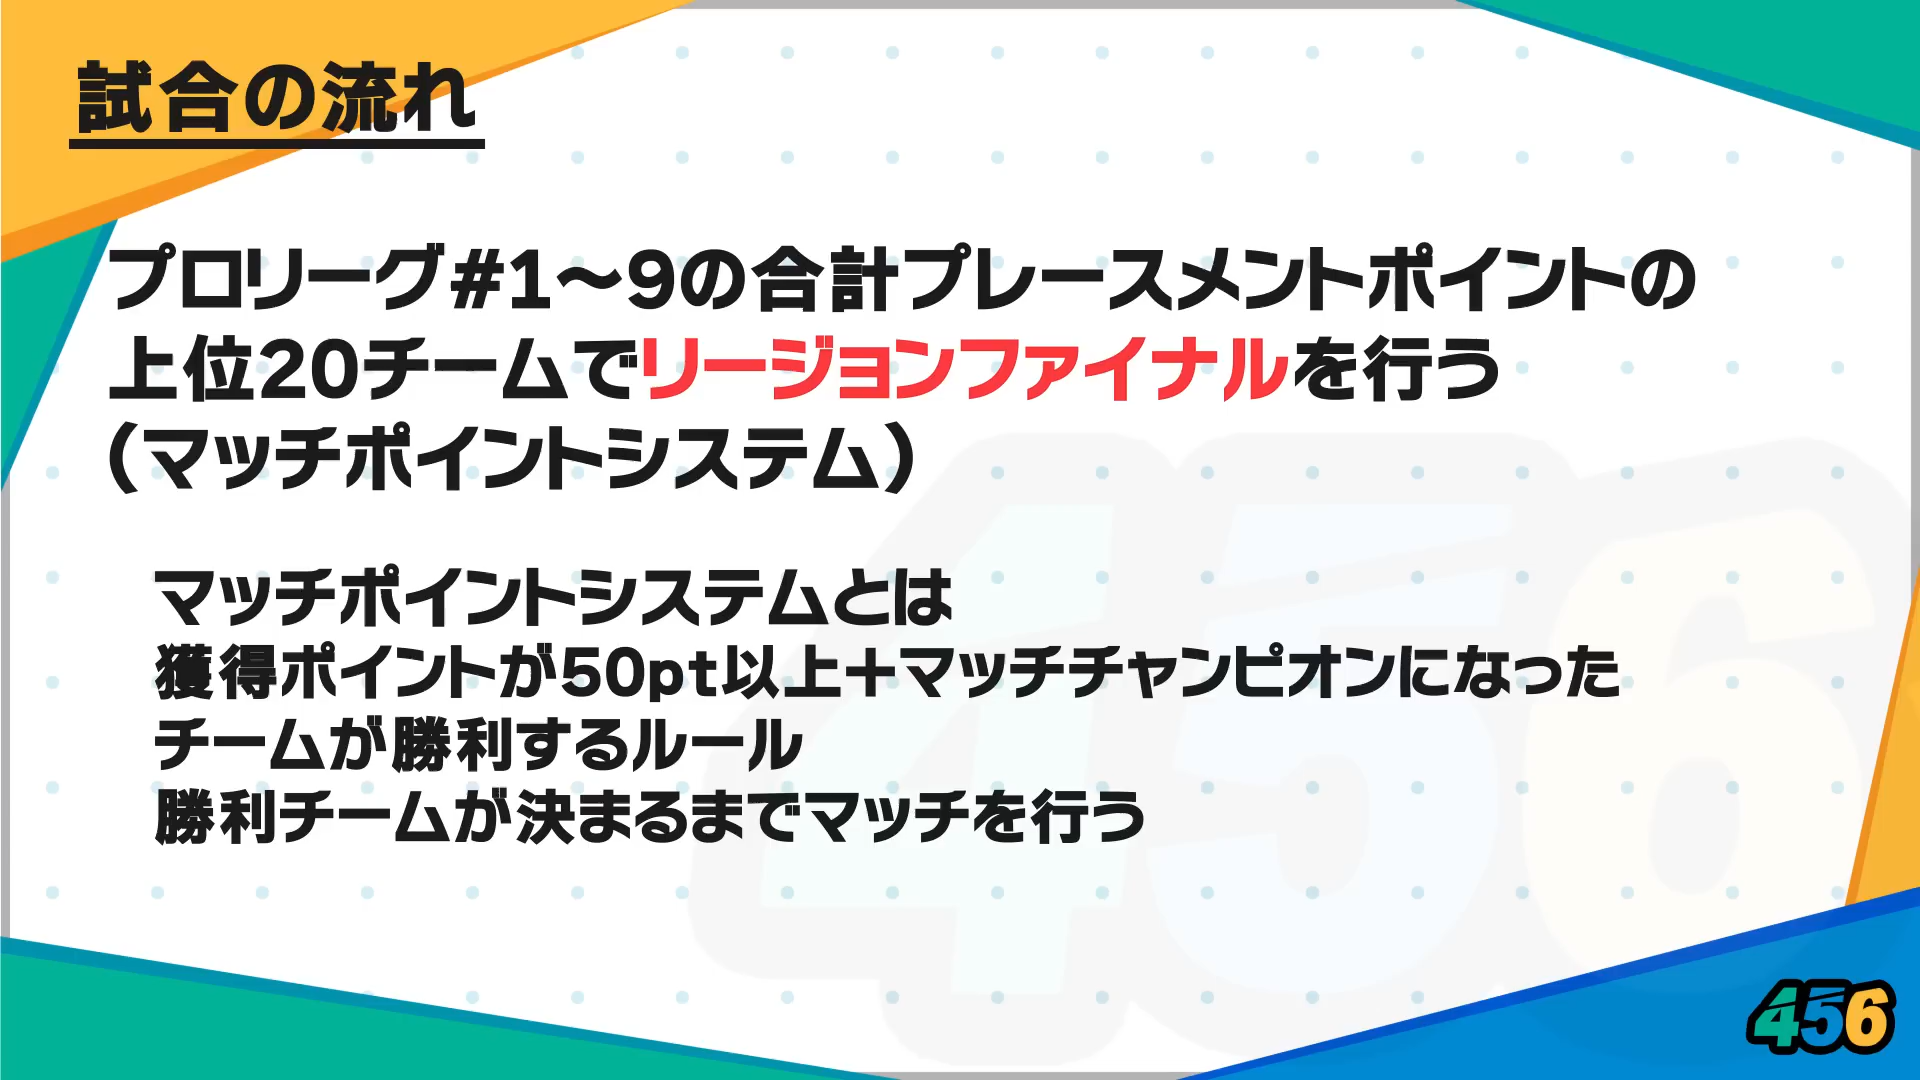 試合の流れ
プロリーグ#1～9の合計プレースメントポイントの
上位20チームでリージョンファイナルを行う
(マッチポイントシステム)
マッチポイントシステムとは
獲得ポイントが50pt以上＋マッチチャンピオンになった
チームが勝利するルール
勝利チームが決まるまでマッチを行う
456
456